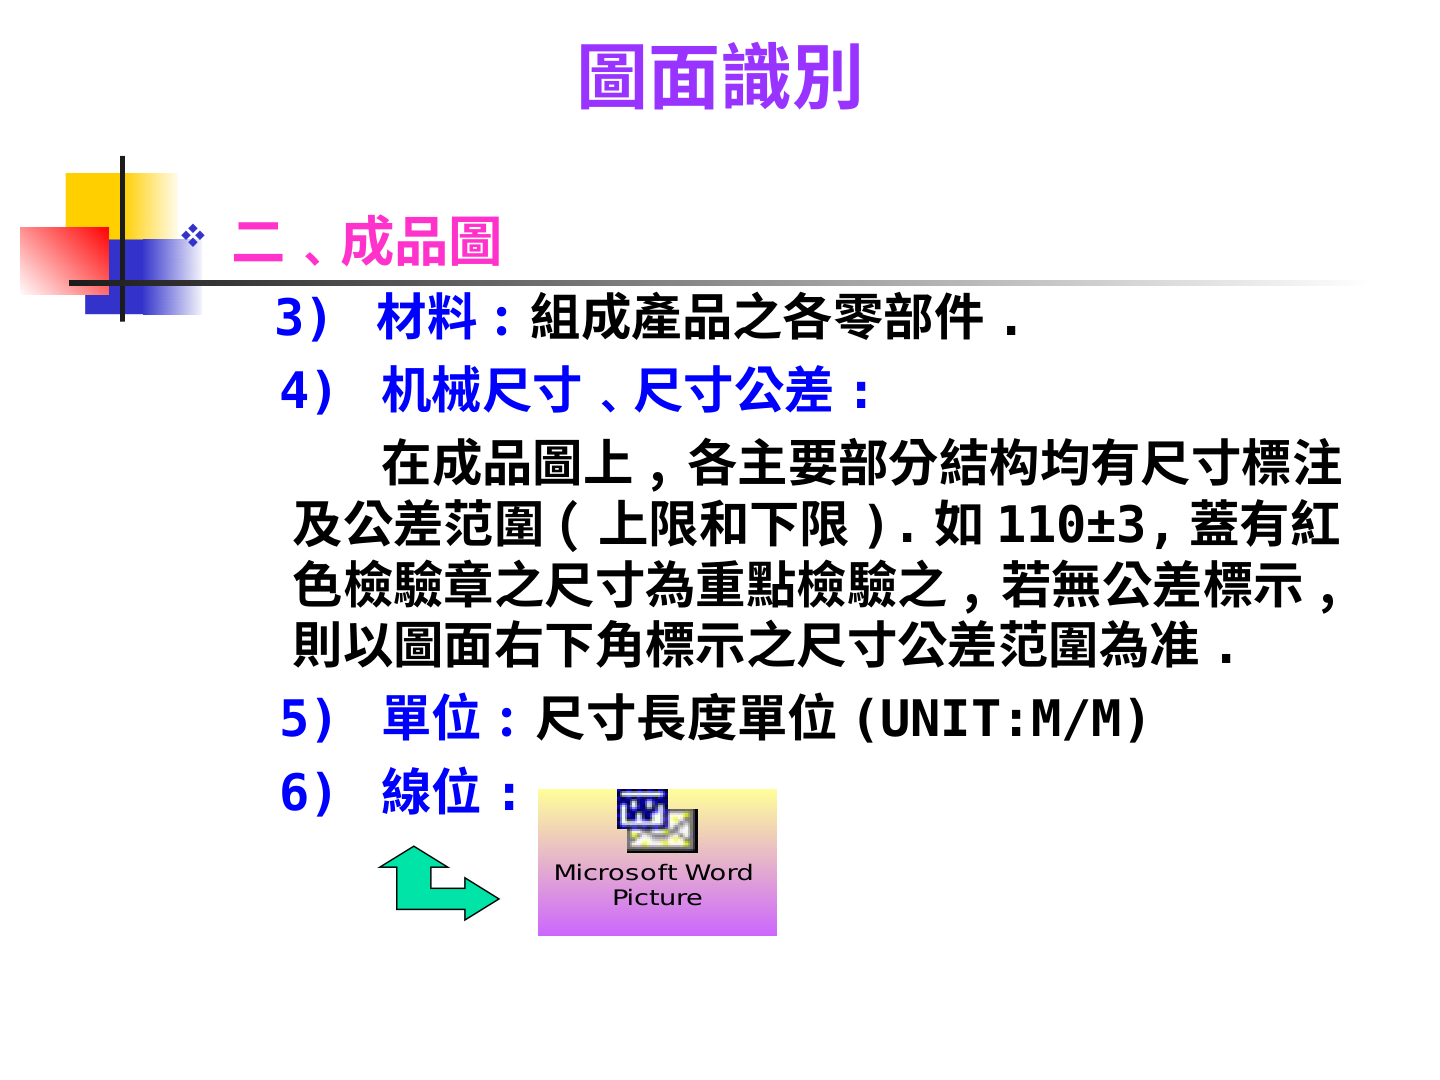 圖面識別
二﹑成品圖
3) 材料:組成產品之各零部件.
4) 机械尺寸﹑尺寸公差:
在成品圖上,各主要部分結构均有尺寸標注
及公差范圍(上限和下限).如110±3,蓋有紅
色檢驗章之尺寸為重點檢驗之,若無公差標示,
則以圖面右下角標示之尺寸公差范圍為准.
5) 單位:尺寸長度單位(UNIT:M/M)
6) 線位:
W
Microsoft Word
Picture